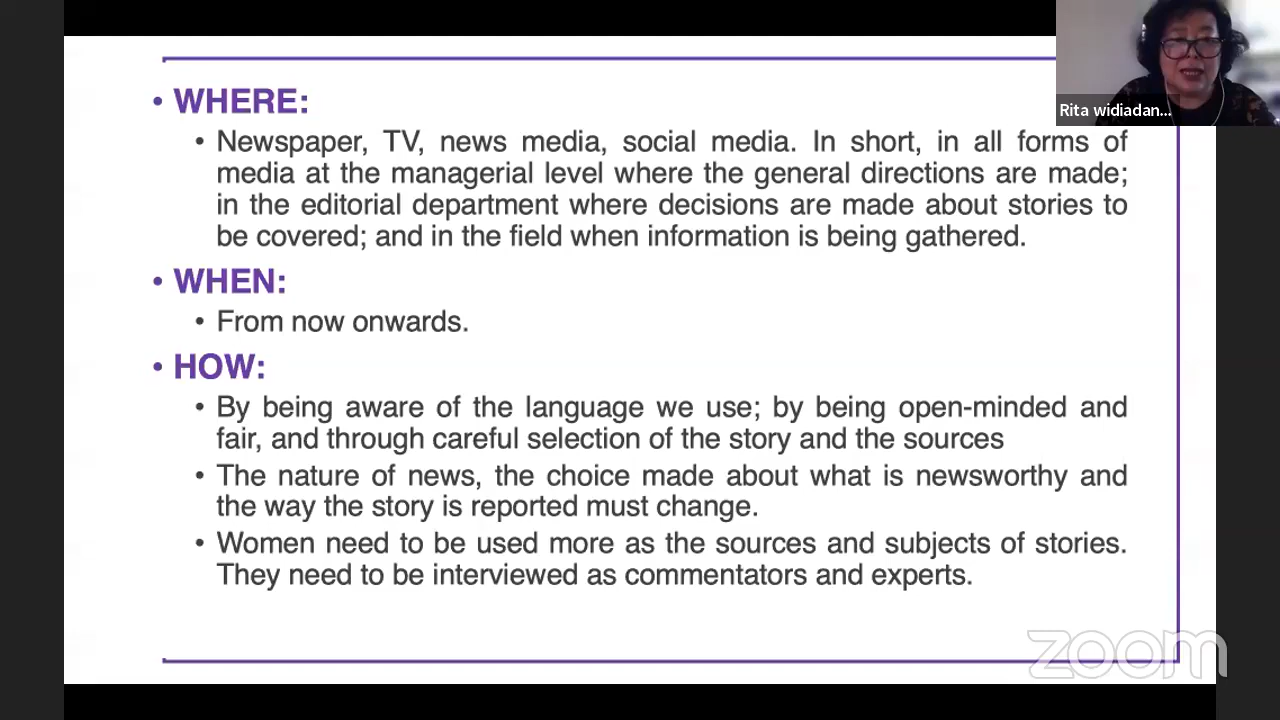 • WHERE:
• Newspaper, TV, news media, social media. In short, in all forms of
media at the managerial level where the general directions are made;
in the editorial department where decisions are made about stories to
be covered; and in the field when information is being gathered.
• WHEN:
• From now onwards.
• HOW:
• By being aware of the language we use; by being open-minded and
fair, and through careful selection of the story and the sources
• The nature of news, the choice made about what is newsworthy and
the way the story is reported must change.
• Women need to be used more as the sources and subjects of stories.
They need to be interviewed as commentators and experts.
Rita widiadan...
zoom